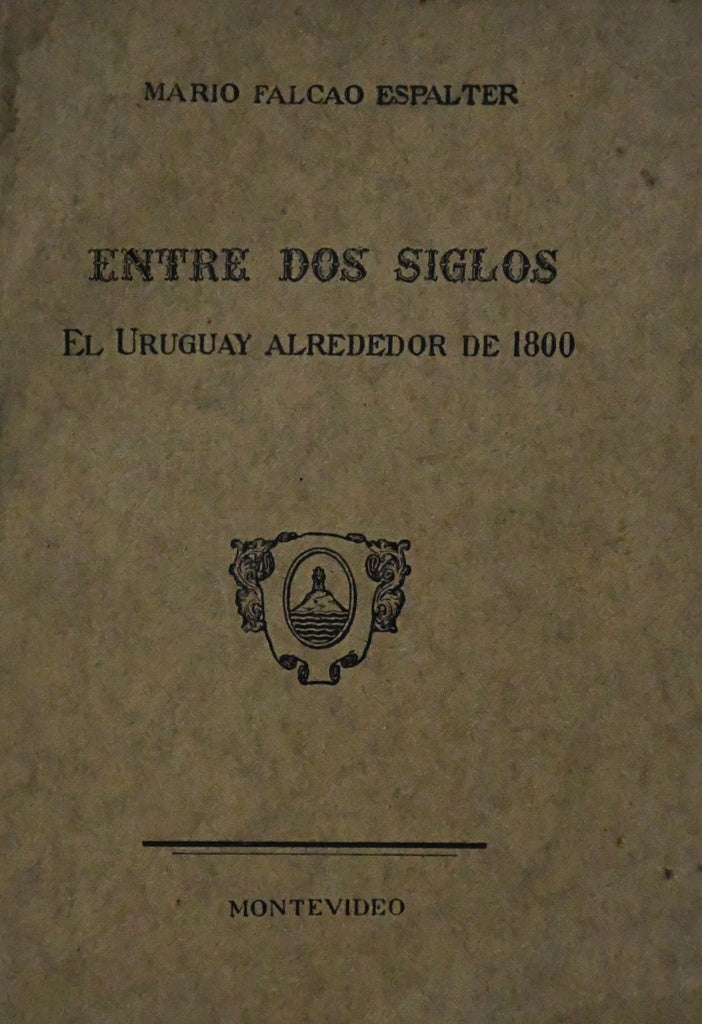 MARIO FALCAO ESPALTER
ENTRE DOS SIGLOS
EL URUGUAY ALREDEDOR DE 1800
MONTEVIDEO